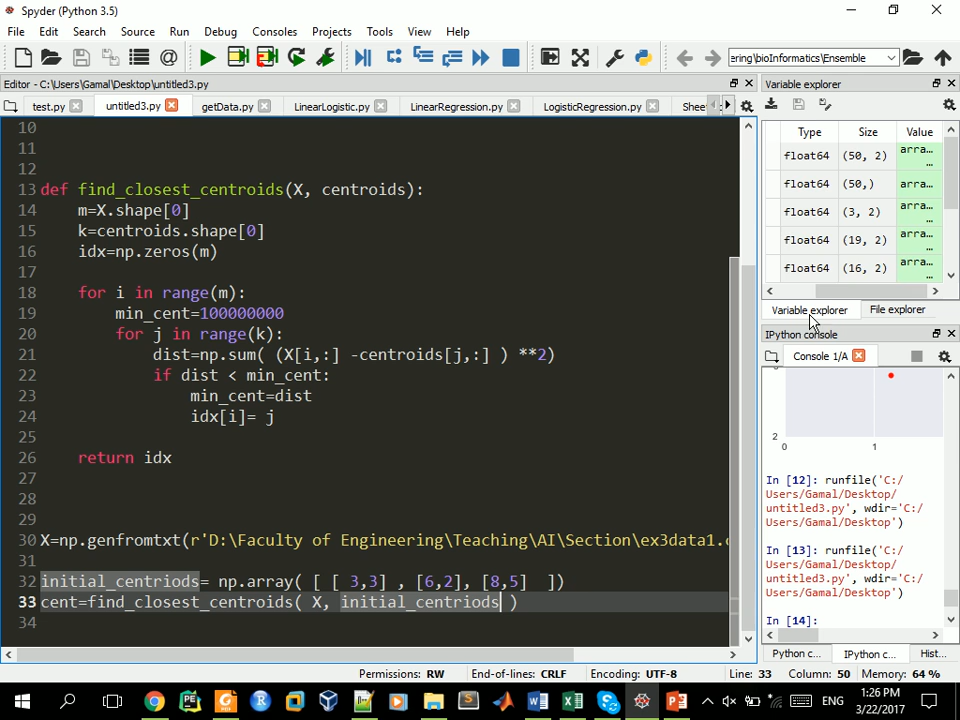 Spyder (Python 3.5)
File Edit Search Source Run Debug Consoles Projects Tools View Help
ering\bioInformatics\Ensemble
Editor - C:\Users\Gamal\Desktop\untitled3.py
test.py untitled3.py getData.py LinearLogistic.py LinearRegression.py LogisticRegression.py Shee
10
11
12
13 def find_closest_centroids(X, centroids):
14 m=X.shape[0]
15 k=centroids.shape[0]
16 idx=np.zeros(m)
17
18 for i in range(m):
19 min_cent=100000000
20 for j in range(k):
21 dist=np.sum( (X[i,:] -centroids[j,:] ) **2)
22 if dist < min_cent:
23 min_cent=dist
24 idx[i]= j
25
26 return idx
27
28
29
30 X=np.genfromtxt(r'D:\Faculty of Engineering\Teaching\AI\Section\ex3data1.c
31
32 initial_centriods= np.array( [ [ 3,3] , [6,2], [8,5] ])
33 cent=find_closest_centroids( X, initial_centriods )
34
Variable explorer
Type Size Value
float64 (50, 2) arra... ...
float64 (50,) arra...
float64 (3, 2) arra... ...
float64 (19, 2) arra... ...
float64 (16, 2) arra... ...
Variable explorer File explorer
IPython console
Console 1/A
2
0 1
In [12]: runfile('C:/
Users/Gamal/Desktop/
untitled3.py', wdir='C:/
Users/Gamal/Desktop')
In [13]: runfile('C:/
Users/Gamal/Desktop/
untitled3.py', wdir='C:/
Users/Gamal/Desktop')
In [14]:
Python c... IPython c... Hist...
Permissions: RW End-of-lines: CRLF Encoding: UTF-8 Line: 33 Column: 50 Memory: 64 %
ENG
1:26 PM
3/22/2017